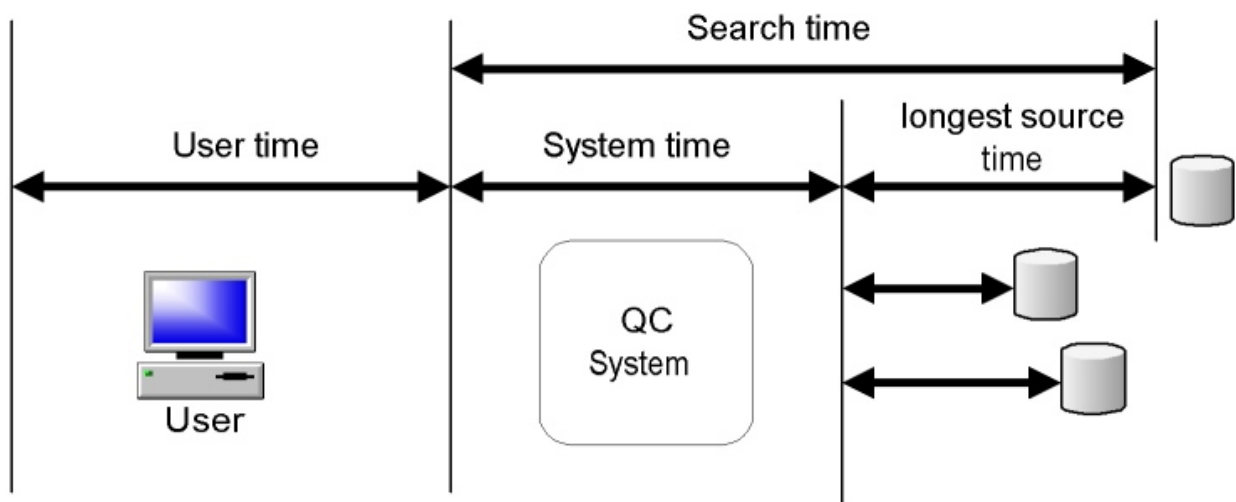 Search time
User time
System time
longest source
time
QC
System
User